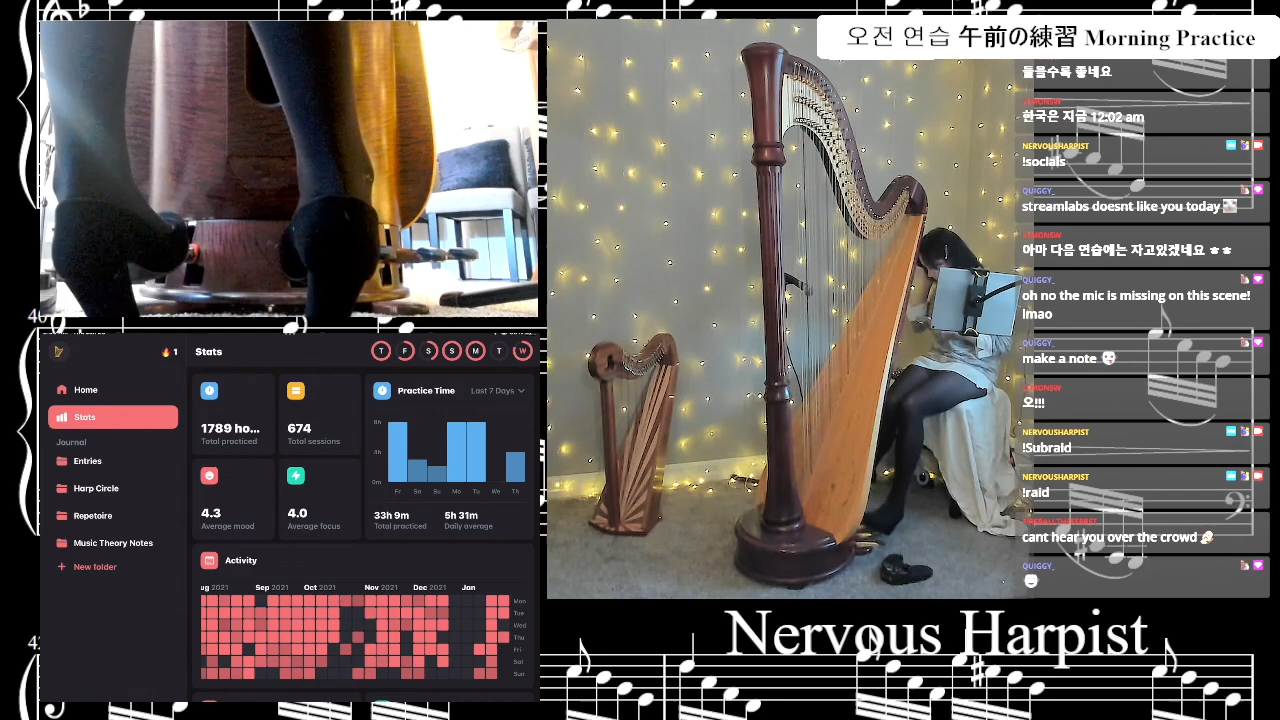 오전 연습 午前の練習 Morning Practice
들을수록 좋네요
한국은 지금 12:02 am
NERVOUSHARPIST
!socials
QUIGGY_
streamlabs doesnt like you today
아마 다음 연습에는 자고있겠네요 ㅎㅎ
QUIGGY_
oh no the mic is missing on this scene!
lmao
QUIGGY_
make a note
오!!!
NERVOUSHARPIST
!Subraid
NERVOUSHARPIST
!raid
cant hear you over the crowd
QUIGGY_
Nervous Harpist
1
Stats
T F S S M T W
Home
Stats
Journal
Entries
Harp Circle
Repetoire
Music Theory Notes
New folder
1789 ho...
Total practiced
674
Total sessions
4.3
Average mood
4.0
Average focus
Practice Time
Last 7 Days
8h
4h
0m
Fr Sa Su Mo Tu We Th
33h 9m
Total practiced
5h 31m
Daily average
Activity
ug 2021 Sep 2021 Oct 2021 Nov 2021 Dec 2021 Jan
Mon
Tue
Wed
Thu
Fri
Sat
Sun